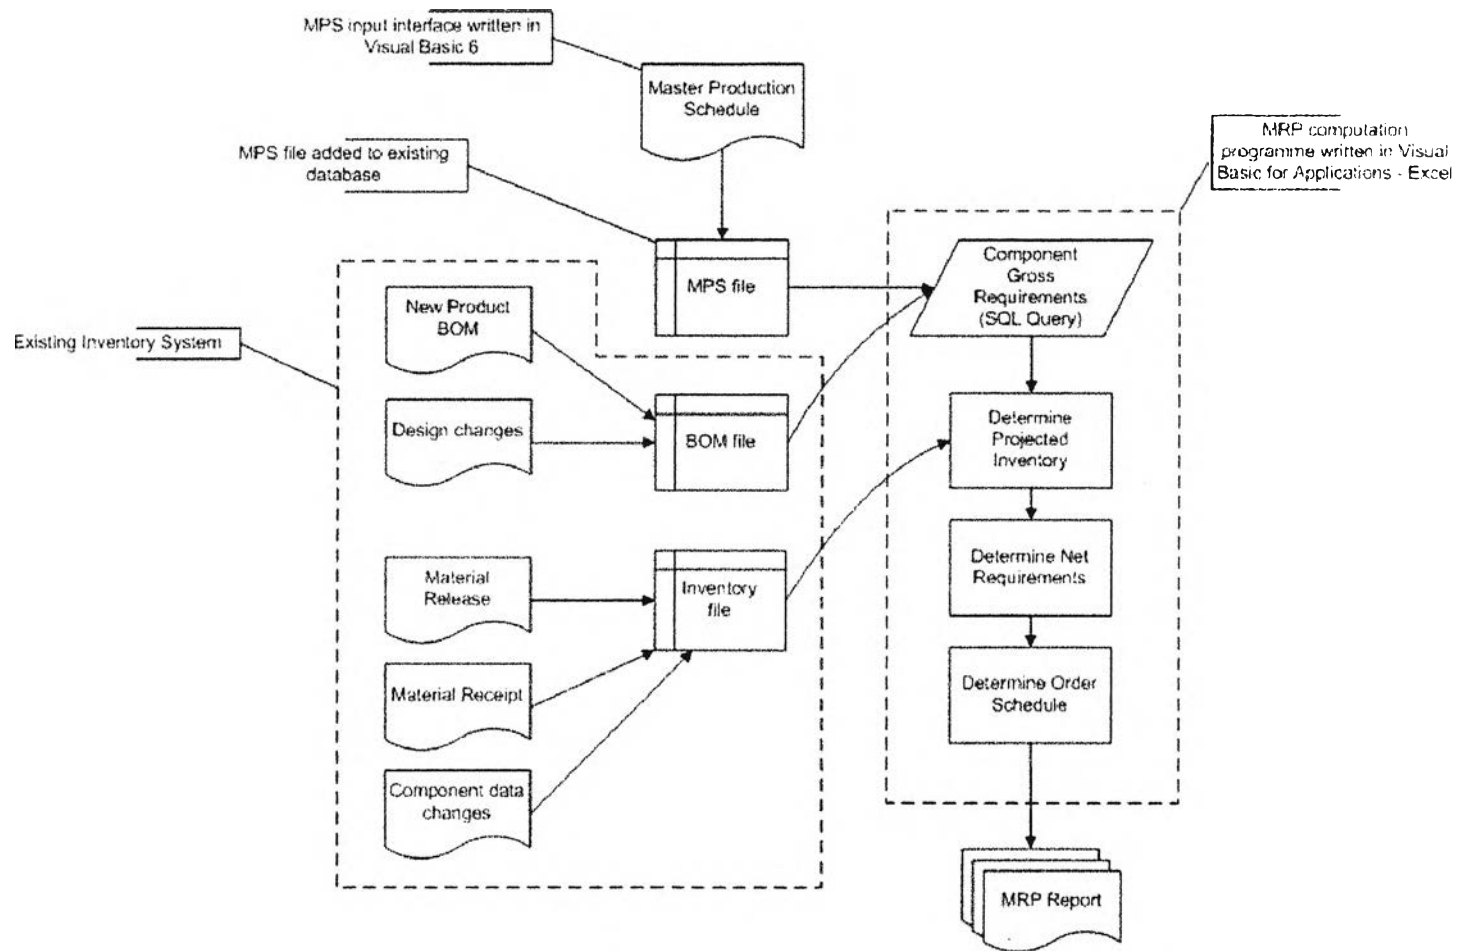 MPS input interface written in
Visual Basic 6
Master Production
Schedule
MRP computation
programme written in Visual
Basic for Applications - Excel
MPS file added to existing
database
MPS file
Component
Gross
Requirements
(SQL Query)
New Product
BOM
Existing Inventory System
Design changes
BOM file
Determine
Projected
Inventory
Material
Release
Inventory
file
Determine Net
Requirements
Material Receipt
Determine Order
Schedule
Component data
changes
MRP Report